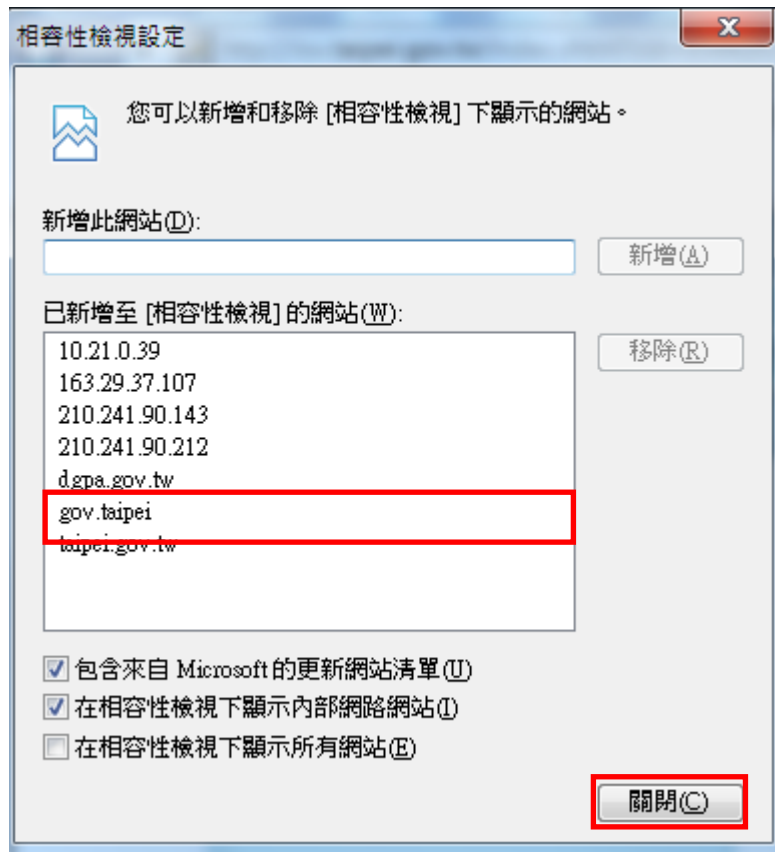 相容性檢視設定
您可以新增和移除 [相容性檢視] 下顯示的網站。
新增此網站(D):
新增(A)
已新增至 [相容性檢視] 的網站(W):
10.21.0.39
移除(R)
163.29.37.107
210.241.90.143
210.241.90.212
dgpa.gov.tw
gov.taipei
taipei.gov.tw
包含來自 Microsoft 的更新網站清單(U)
在相容性檢視下顯示內部網路網站(I)
在相容性檢視下顯示所有網站(E)
關閉(C)